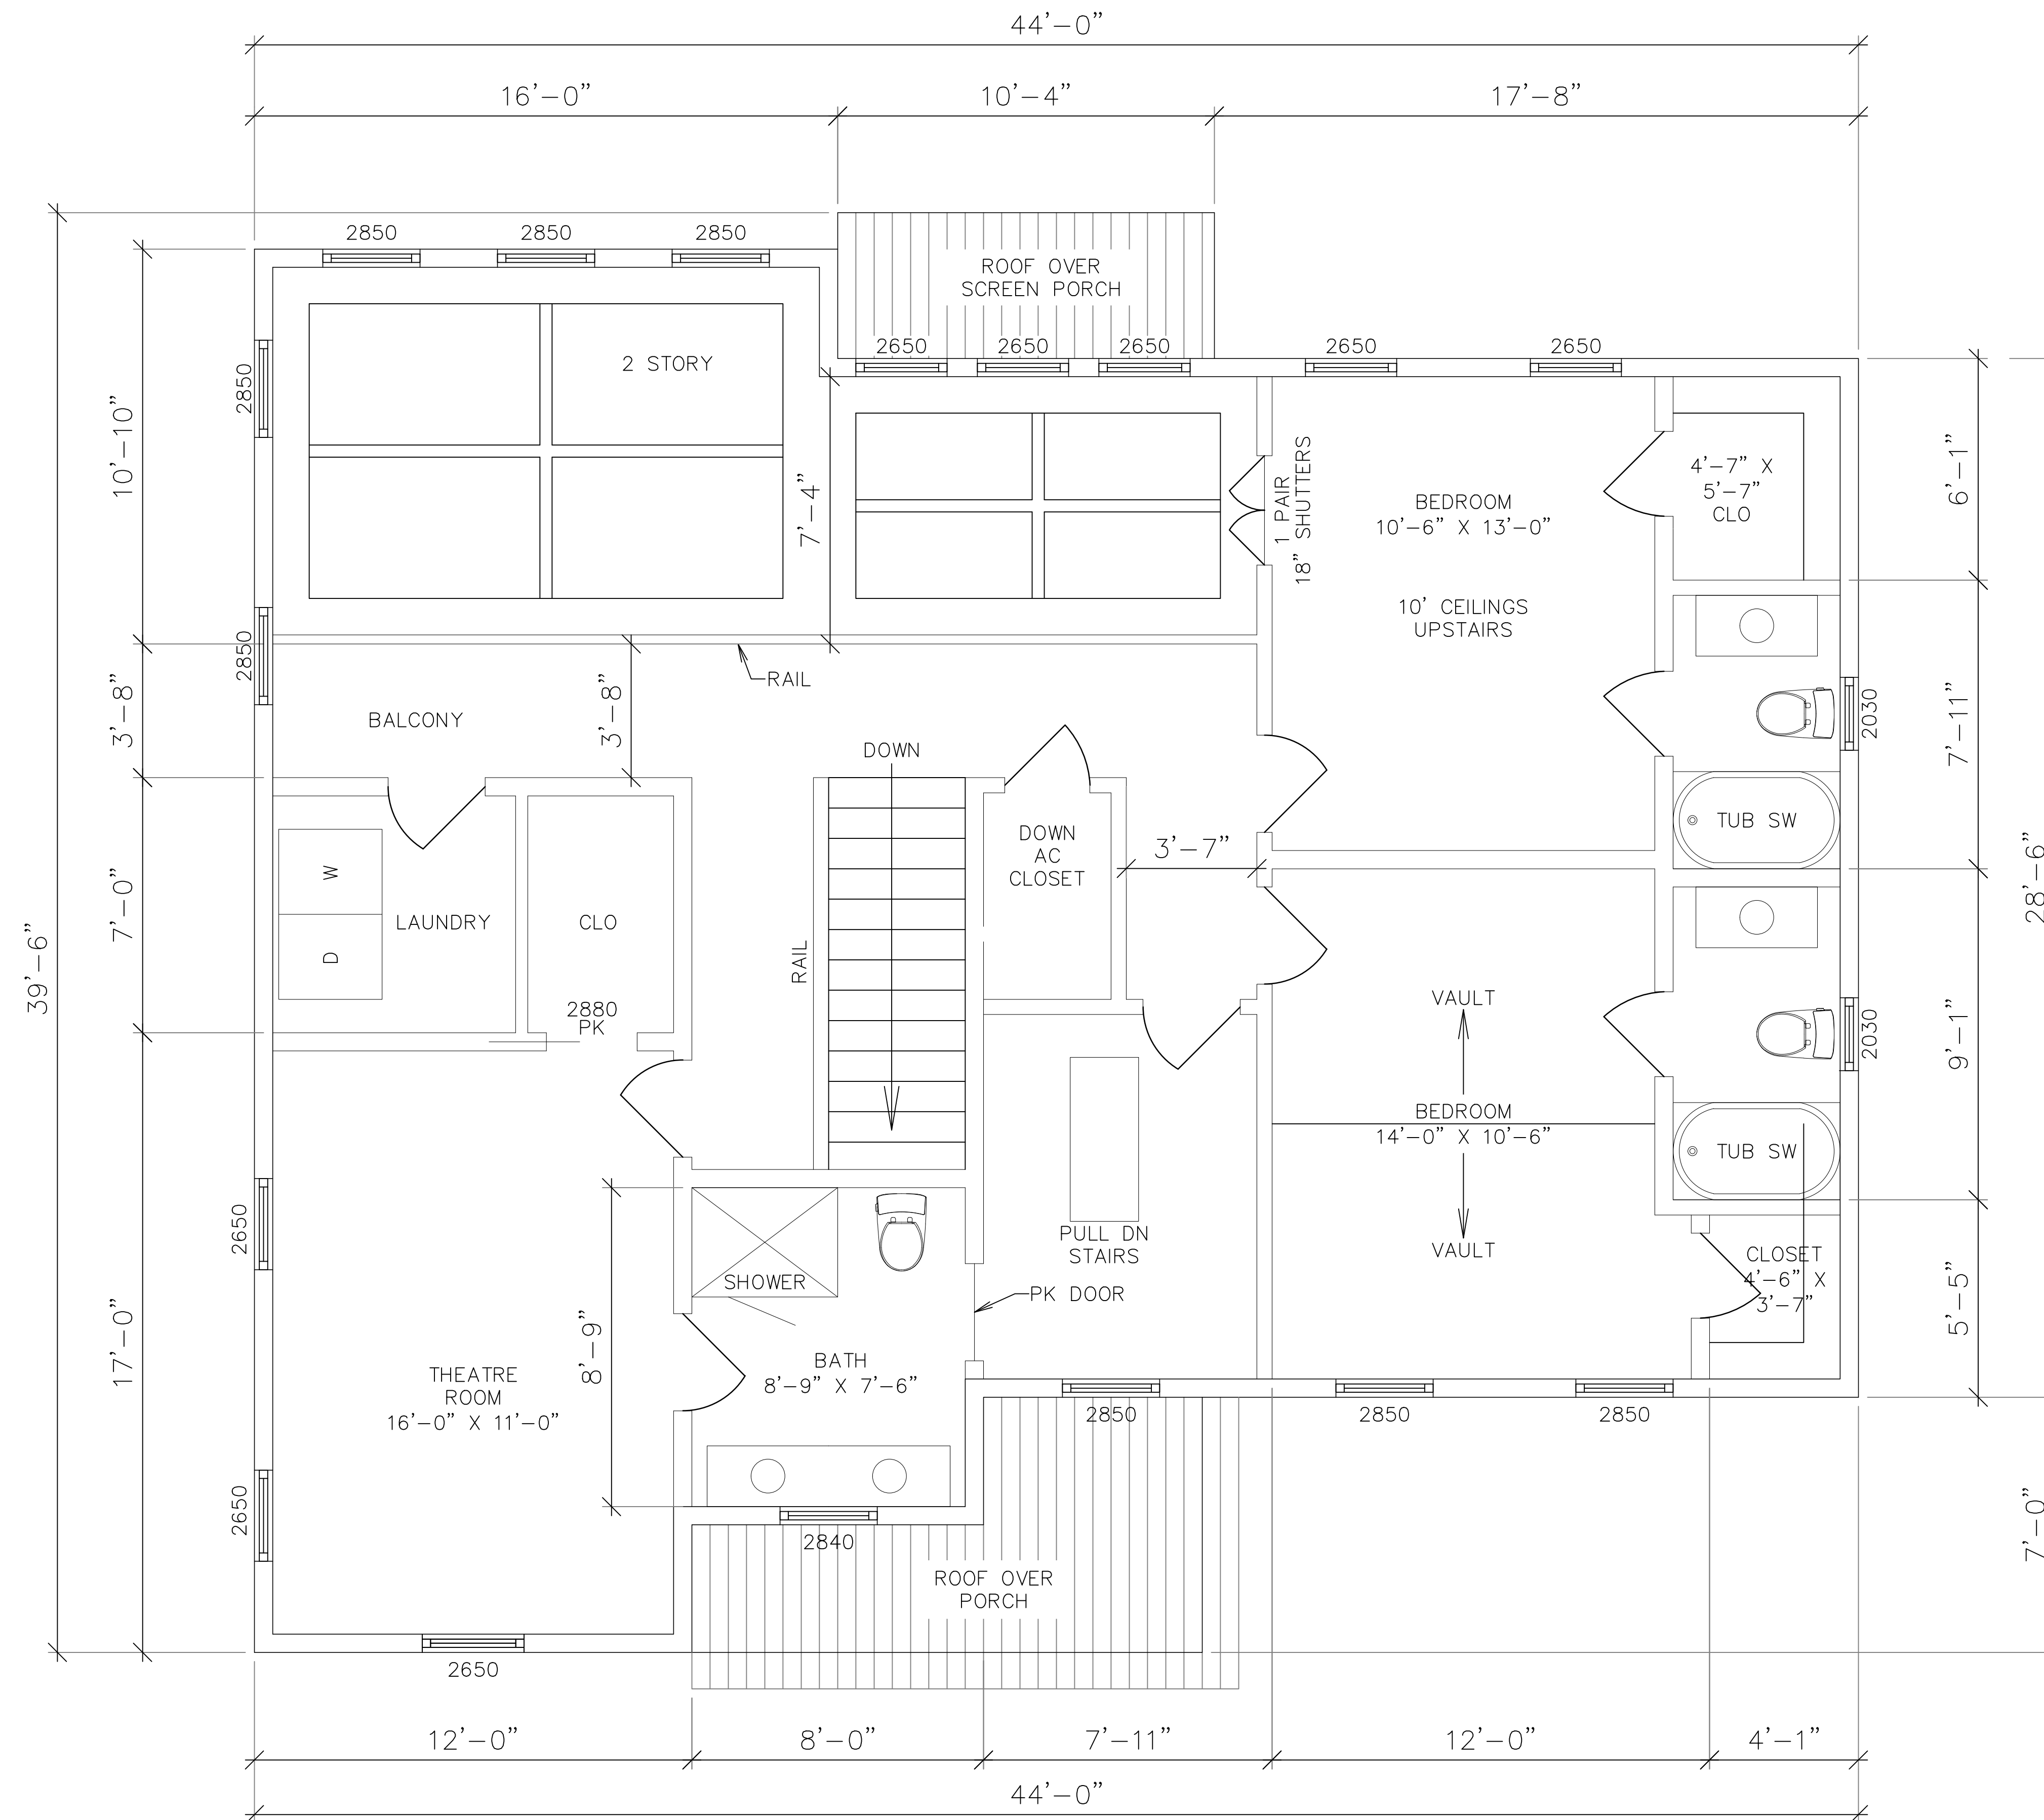 44'-0"
16'-0"
10'-4"
17'-8"
2850
2850
2850
ROOF OVER
SCREEN PORCH
2650
2650
2650
2650
2650
2 STORY
2850
10'-10"
7'-4"
1 PAIR
18" SHUTTERS
BEDROOM
10'-6" X 13'-0"
4'-7" X
5'-7"
CLO
6'-1"
10' CEILINGS
UPSTAIRS
2850
3'-8"
3'-8"
RAIL
BALCONY
DOWN
2030
7'-11"
TUB SW
DOWN
AC
CLOSET
3'-7"
28'-6"
W
D
LAUNDRY
CLO
7'-0"
39'-6"
RAIL
2880
PK
VAULT
2030
9'-1"
BEDROOM
14'-0" X 10'-6"
TUB SW
2650
PULL DN
STAIRS
VAULT
CLOSET
4'-6" X
3'-7"
SHOWER
PK DOOR
5'-5"
17'-0"
8'-9"
BATH
8'-9" X 7'-6"
THEATRE
ROOM
16'-0" X 11'-0"
2850
2850
2850
2650
2840
7'-0"
ROOF OVER
PORCH
2650
12'-0"
8'-0"
7'-11"
12'-0"
4'-1"
44'-0"